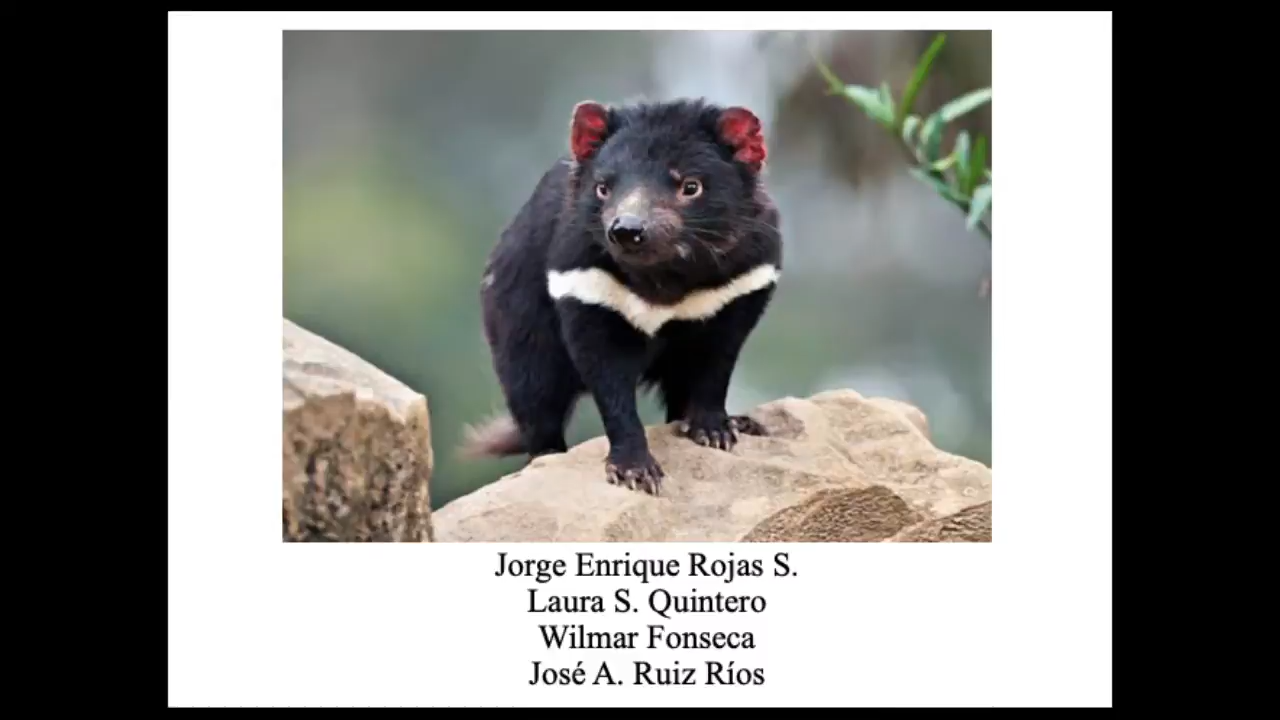 Jorge Enrique Rojas S.
Laura S. Quintero
Wilmar Fonseca
José A. Ruiz Ríos